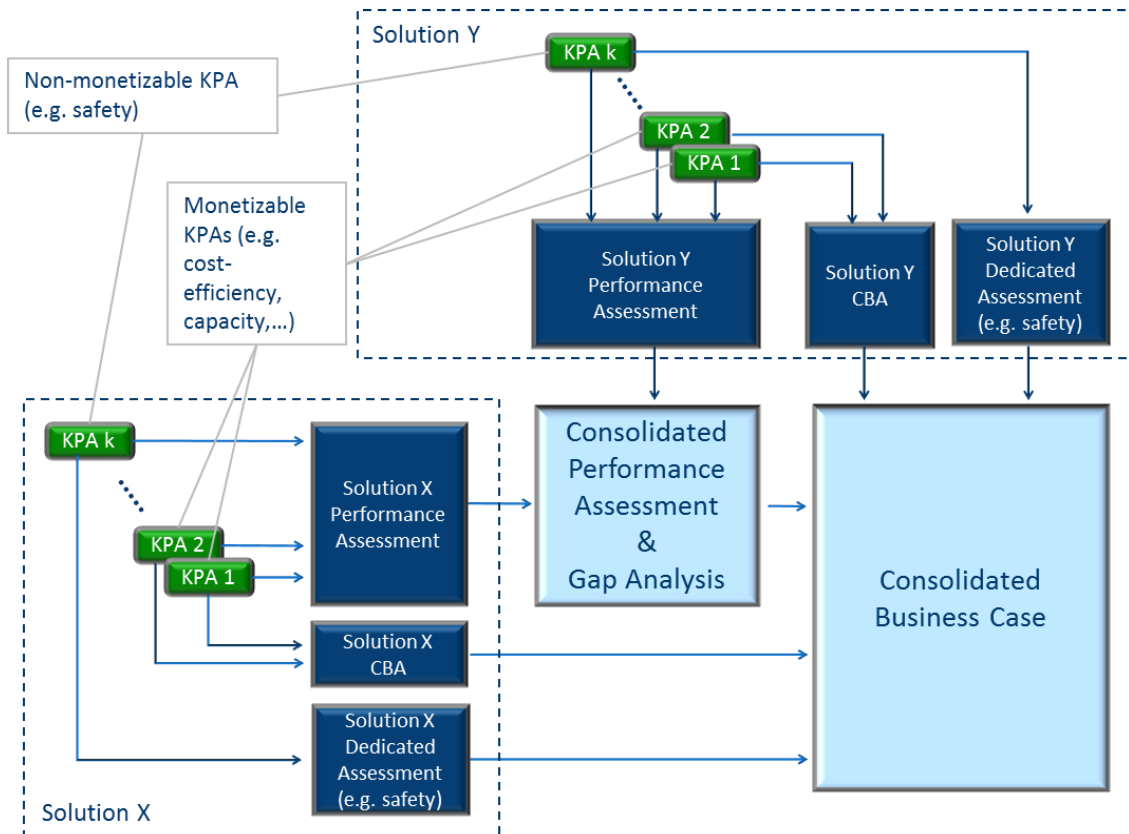 Solution Y
KPA k
Non-monetizable KPA
(e.g. safety)
KPA 2
KPA 1
Monetizable
KPAs (e.g.
cost-
efficiency,
capacity,...)
Solution Y
Performance
Assessment
Solution Y
CBA
Solution Y
Dedicated
Assessment
(e.g. safety)
KPA k
KPA 2
KPA 1
Solution X
Performance
Assessment
Consolidated
Performance
Assessment
&
Gap Analysis
Consolidated
Business Case
Solution X
CBA
Solution X
Dedicated
Assessment
(e.g. safety)
Solution X